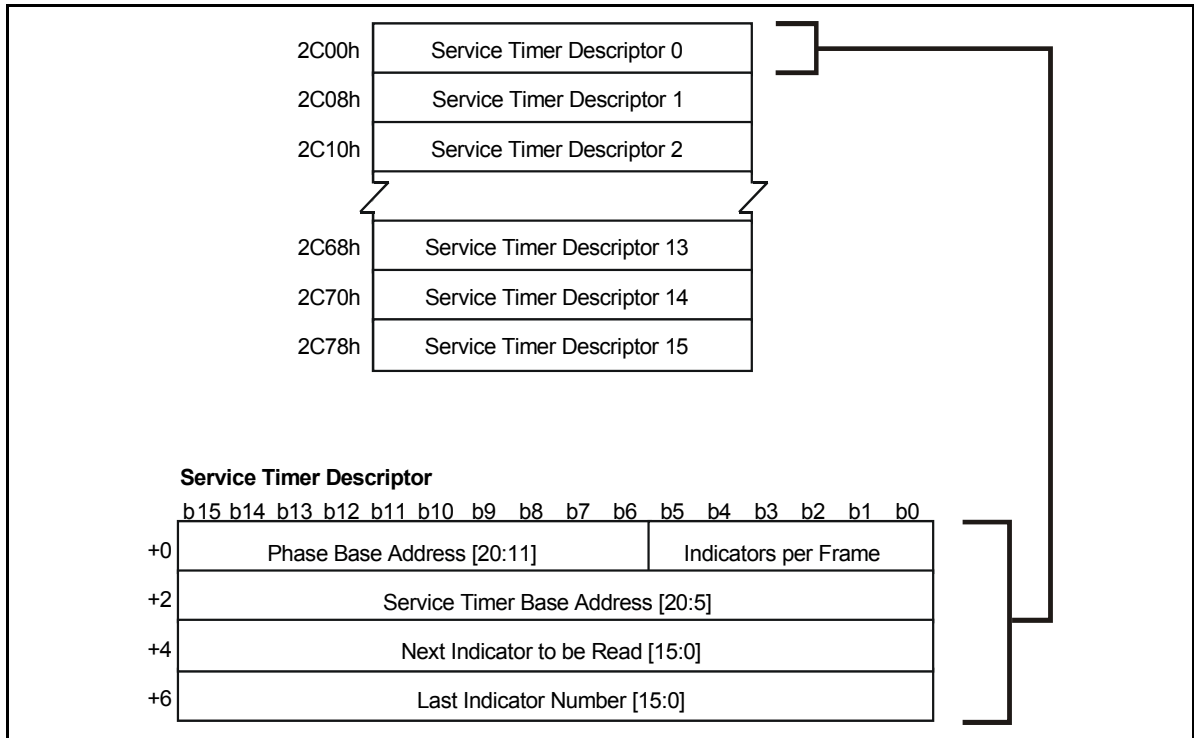 2C00h Service Timer Descriptor 0
2C08h Service Timer Descriptor 1
2C10h Service Timer Descriptor 2
2C68h Service Timer Descriptor 13
2C70h Service Timer Descriptor 14
2C78h Service Timer Descriptor 15
Service Timer Descriptor
b15 b14 b13 b12 b11 b10 b9 b8 b7 b6 b5 b4 b3 b2 b1 b0
+0 Phase Base Address [20:11] Indicators per Frame
+2 Service Timer Base Address [20:5]
+4 Next Indicator to be Read [15:0]
+6 Last Indicator Number [15:0]